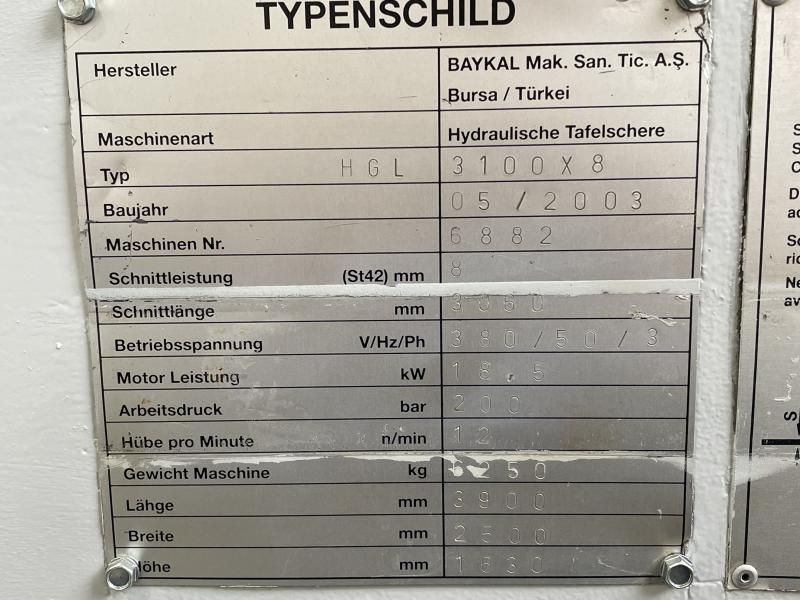 TYPENSCHILD
Hersteller BAYKAL Mak. San. Tic. A.Ş.
Bursa / Türkei
Maschinenart Hydraulische Tafelschere
Typ HGL 3100X8
Baujahr 05/2003
Maschinen Nr. 6882
Schnittleistung (St42) mm 8
Schnittlänge mm
Betriebsspannung V/Hz/Ph 380/50/3
Motor Leistung kW 18.5
Arbeitsdruck bar 200
Hübe pro Minute n/min 12
Gewicht Maschine kg
Lähge mm 3900
Breite mm
Höhe mm